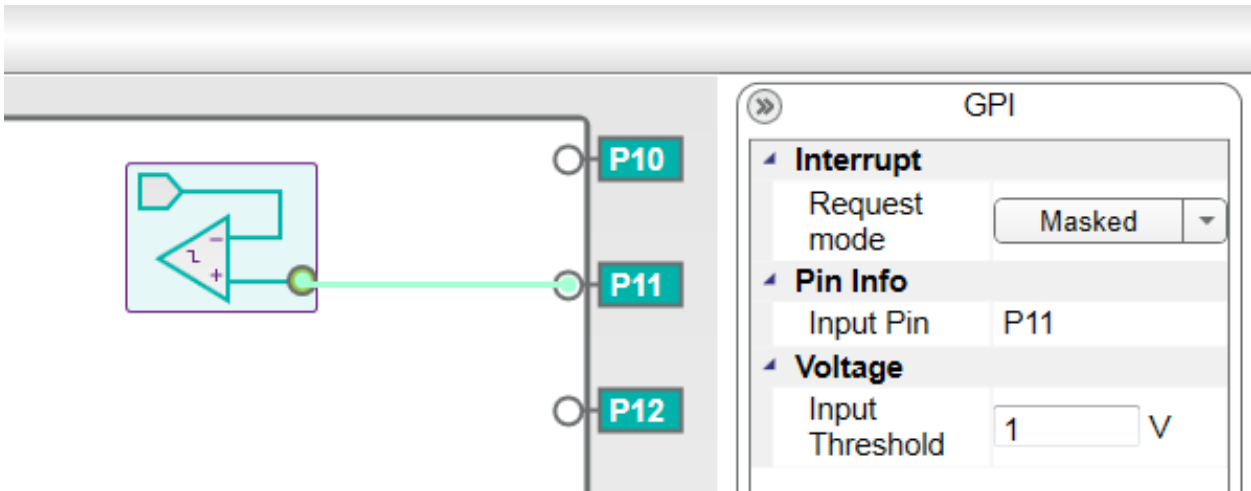 P10
P11
P12
GPI
Interrupt
Request
mode
Masked
Pin Info
Input Pin
P11
Voltage
Input
Threshold
1
V